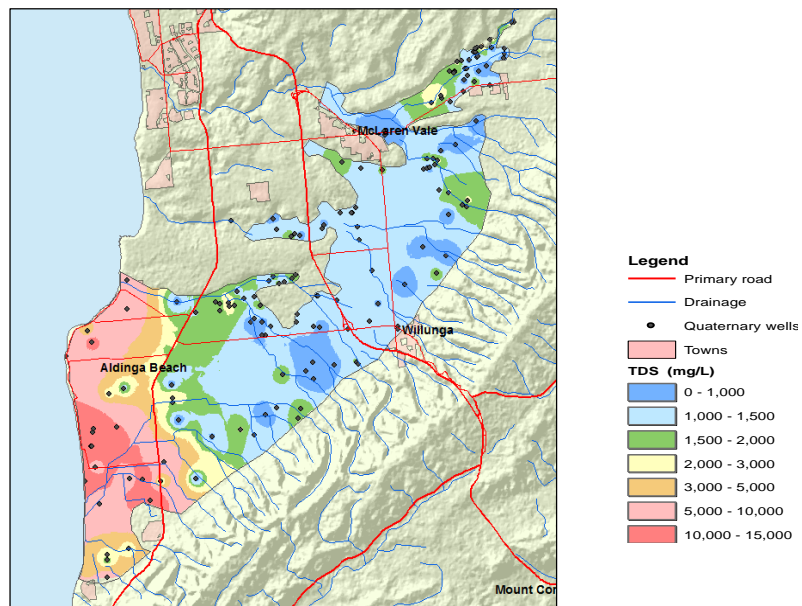 McLaren Vale
Willunga
Aldinga Beach
Legend
Primary road
Drainage
Quaternary wells
Towns
TDS (mg/L)
0 - 1,000
1,000 - 1,500
1,500 - 2,000
2,000 - 3,000
3,000 - 5,000
5,000 - 10,000
10,000 - 15,000
Mount Co